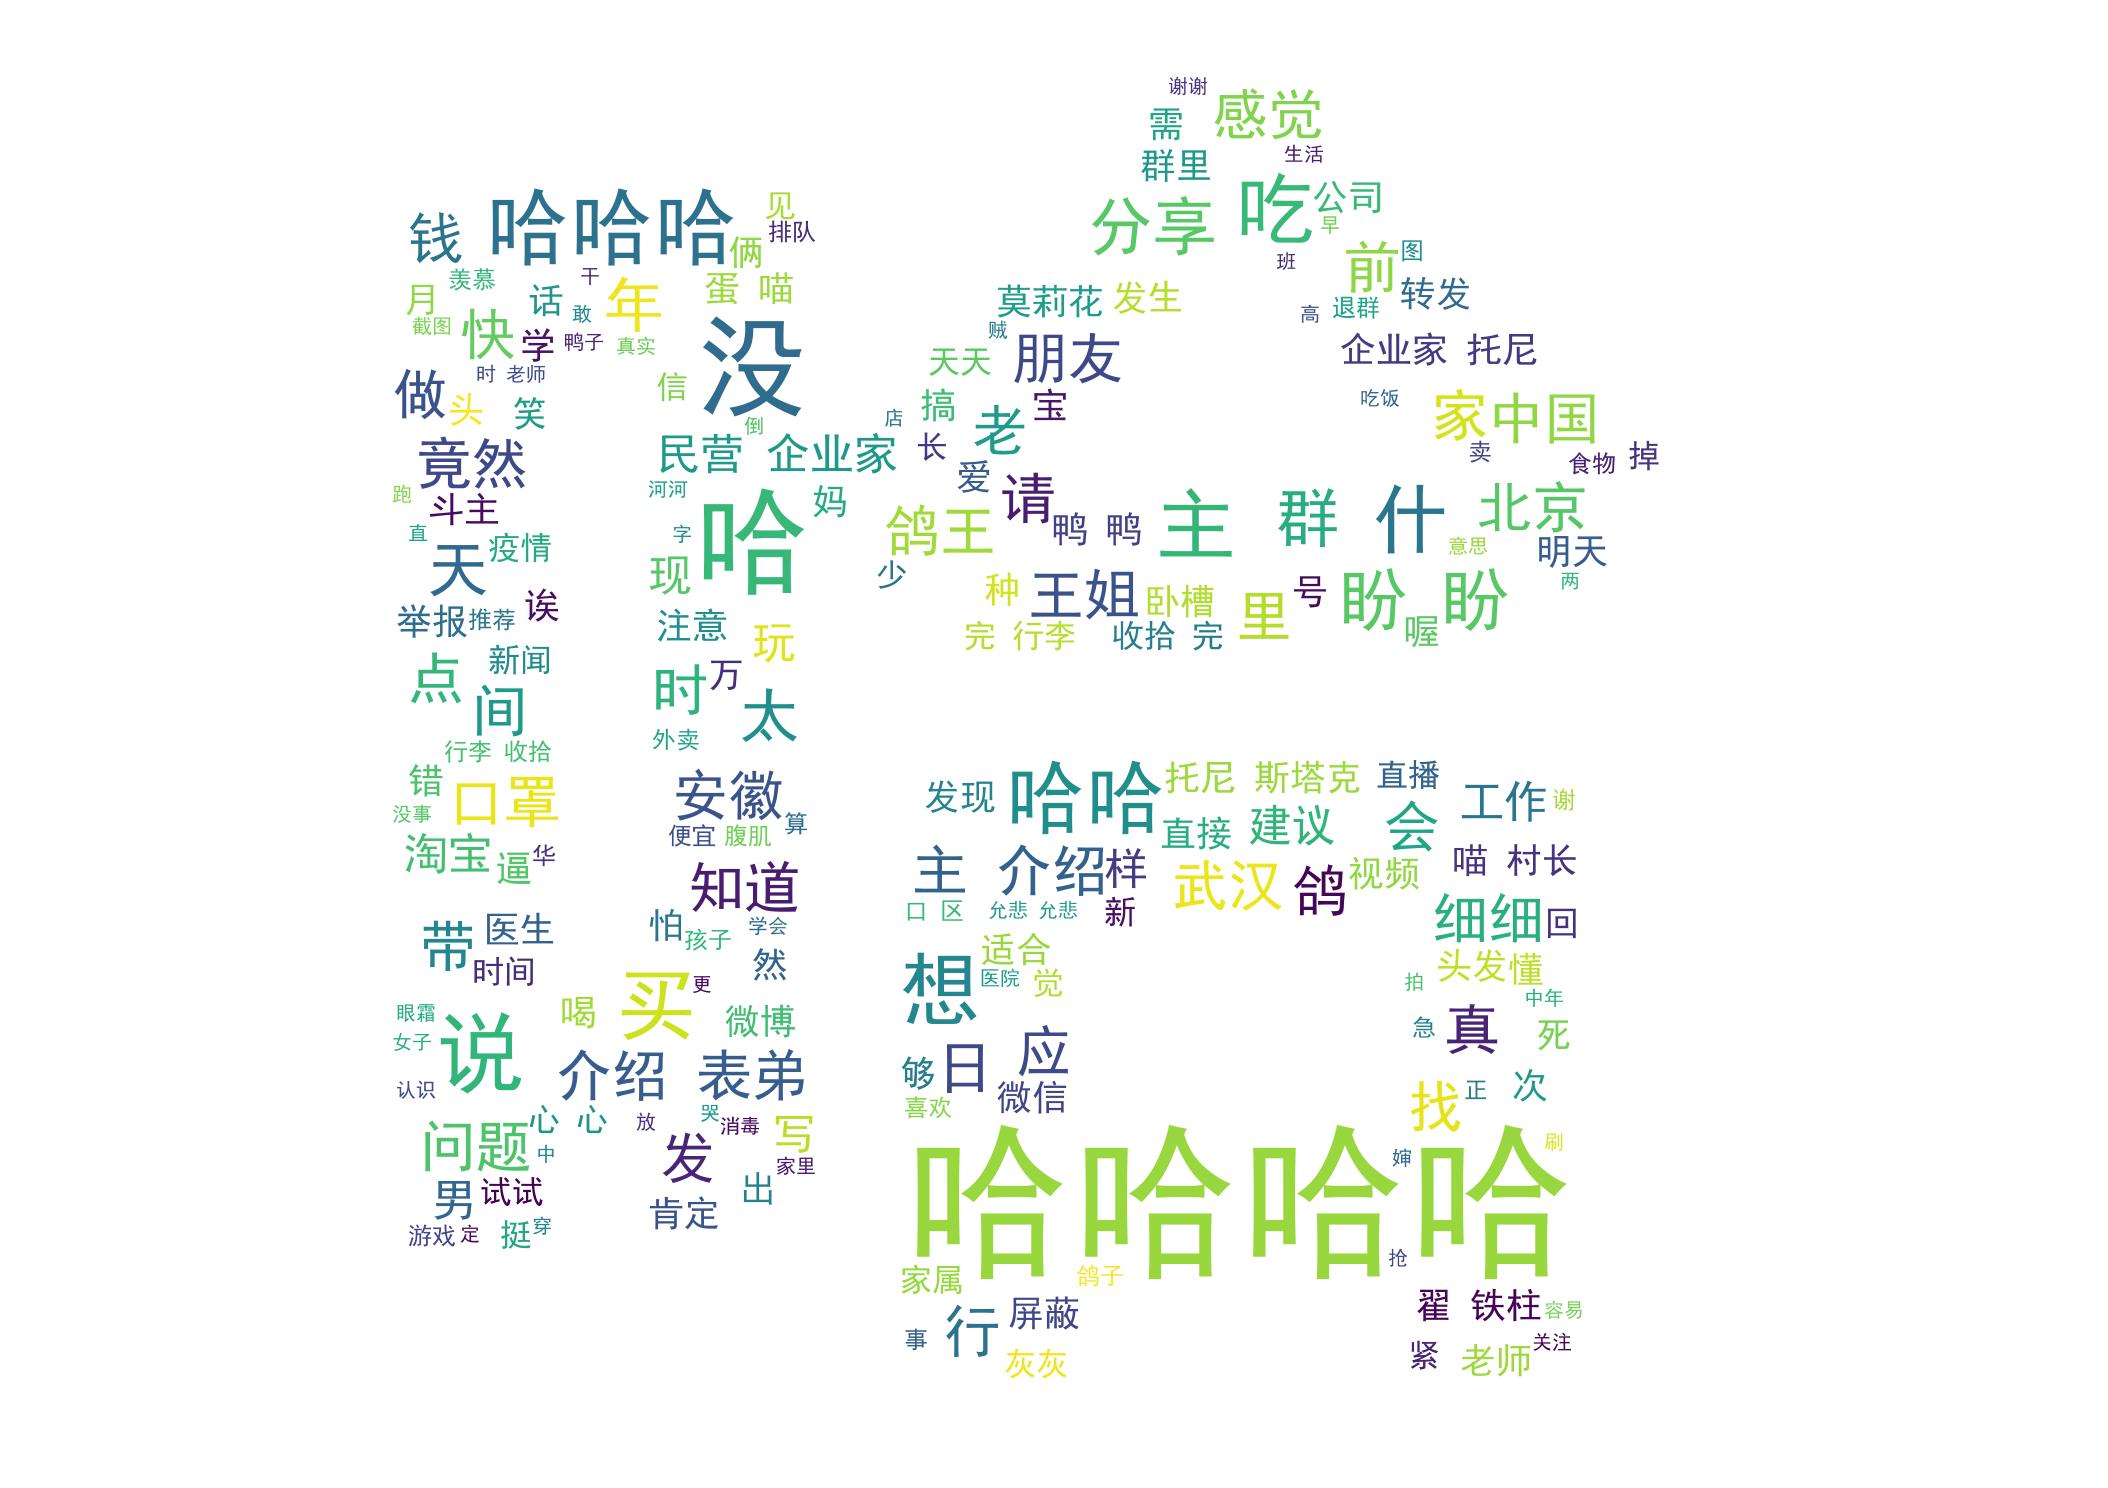 谢谢
需 感觉
群里 生活
哈哈哈 见
钱 排队 分享 吃 公司
俩 早
羡慕 干 班 前 图
月 话 年 蛋 喵 莫莉花 发生 退群 转发
截图 快 敢 高
学 鸭子 真实 没 贼 朋友 企业家 托尼
时 老师 天天
做 头 笑 信 搞 宝 吃饭 家 中国
倒 店
竟然 民营 企业家 长 老 卖 食物 掉
跑 河河 妈 爱 请
斗主 哈 鸽王 鸭 鸭 主 群 什 北京
直 疫情 字 意思 明天
天 现 少 种 王姐 卧槽 里 号 盼 盼 两
诶
举报 推荐 注意 玩 完 行李 收拾 完 喔
新闻
点 时 万
间 太
行李 收拾 外卖
错 口罩 安徽 发现 哈哈 托尼 斯塔克 直播 工作 谢
没事 便宜 腹肌 算 直接 建议 会
淘宝 逼 华 知道 主 介绍 样 武汉 鸽 视频 喵 村长
口 区 允悲 允悲 新 细细 回
带 医生 怕 孩子 学会 适合
时间 然 想 医院 觉 头发 懂
买 更 拍 中年
眼霜 说 喝 微博 急 真 死
女子 应
认识 介绍 表弟 够 日 微信 找 正 次
心 心 放 哭 消毒 喜欢
问题 中 发 写 哈哈哈哈 婶 刷
男 试试 家里
肯定 出
游戏 定 挺 穿 抢
家属 鸽子
行 屏蔽 翟 铁柱 容易
事 灰灰 紧 老师 关注